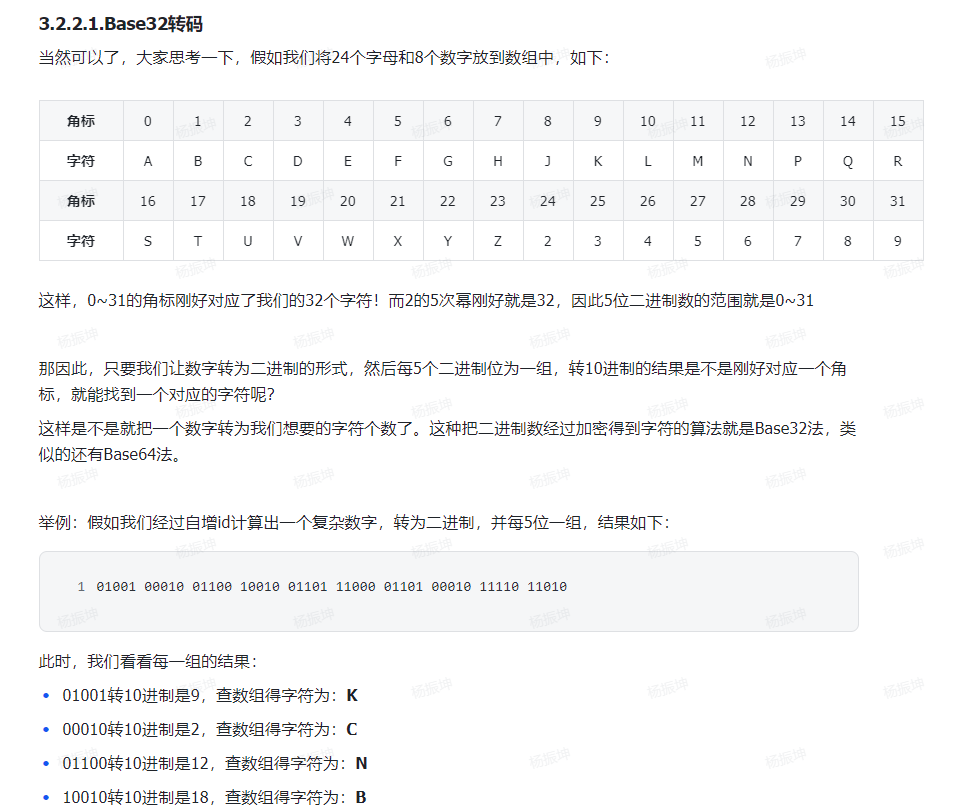 3.2.2.1.Base32转码
当然可以了，大家思考一下，假如我们将24个字母和8个数字放到数组中，如下：
角标 0 1 2 3 4 5 6 7 8 9 10 11 12 13 14 15
字符 A B C D E F G H J K L M N P Q R
角标 16 17 18 19 20 21 22 23 24 25 26 27 28 29 30 31
字符 S T U V W X Y Z 2 3 4 5 6 7 8 9
这样，0~31的角标刚好对应了我们的32个字符！而2的5次幂刚好就是32，因此5位二进制数的范围就是0~31
那因此，只要我们让数字转为二进制的形式，然后每5个二进制位为一组，转10进制的结果是不是刚好对应一个角
标，就能找到一个对应的字符呢？
这样是不是就把一个数字转为我们想要的字符个数了。这种把二进制数经过加密得到字符的算法就是Base32法，类
似的还有Base64法。
举例：假如我们经过自增id计算出一个复杂数字，转为二进制，并每5位一组，结果如下：
1 01001 00010 01100 10010 01101 11000 01101 00010 11110 11010
此时，我们看看每一组的结果：
• 01001转10进制是9，查数组得字符为：K
• 00010转10进制是2，查数组得字符为：C
• 01100转10进制是12，查数组得字符为：N
• 10010转10进制是18，查数组得字符为：B
杨振坤